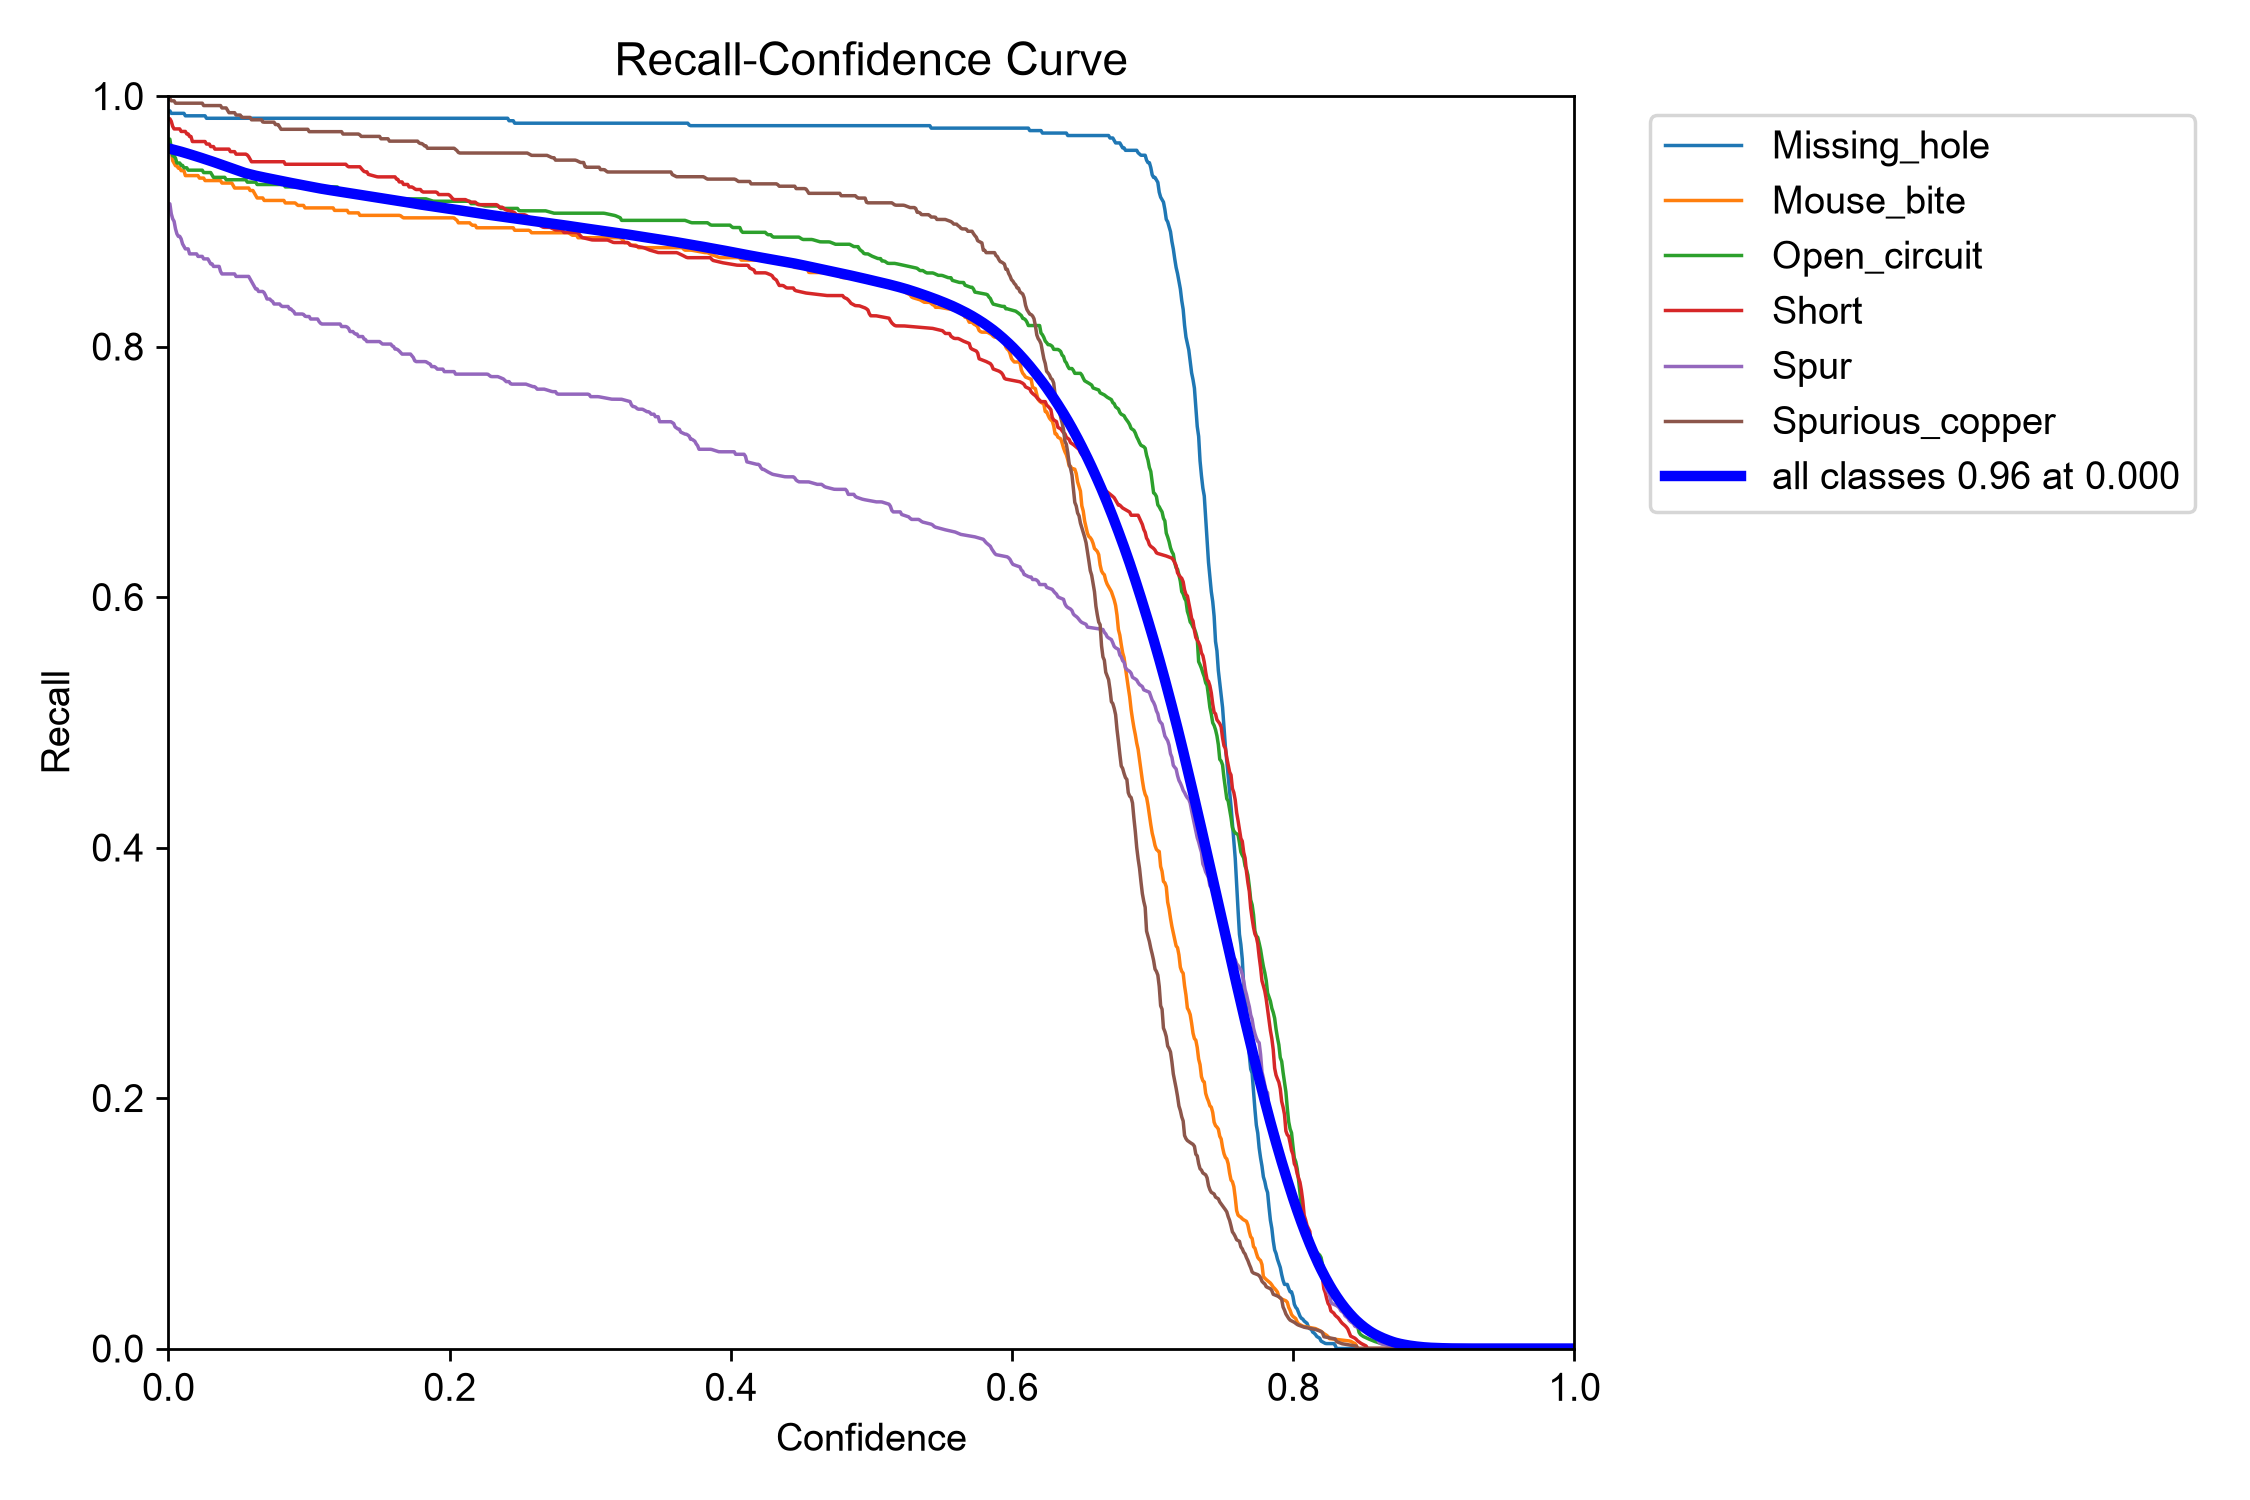 Recall-Confidence Curve
1.0
0.8
0.6
0.4
0.2
0.0
Recall
0.0 0.2 0.4 0.6 0.8 1.0
Confidence
Missing_hole
Mouse_bite
Open_circuit
Short
Spur
Spurious_copper
all classes 0.96 at 0.000